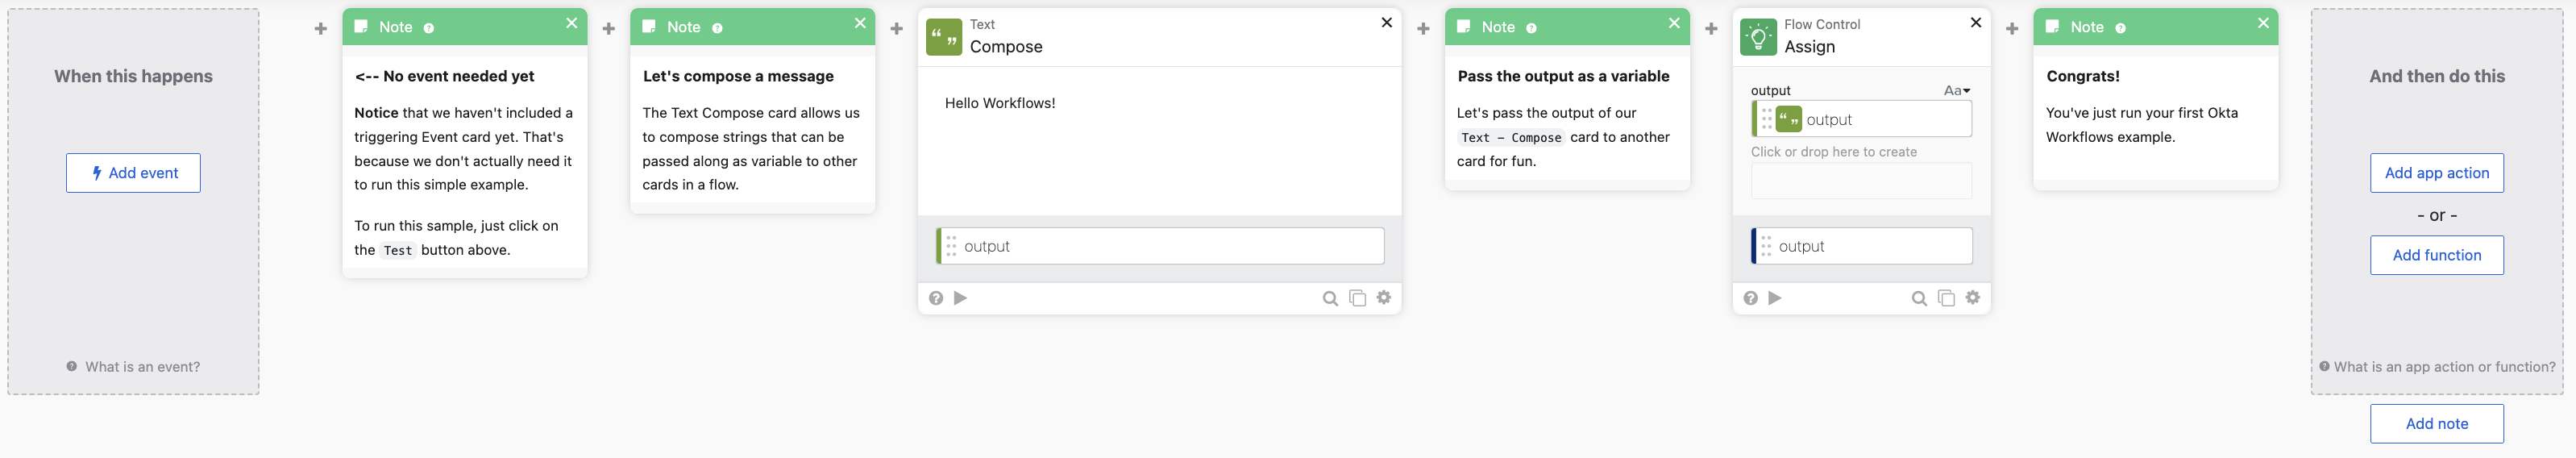 When this happens
Add event
What is an event?
Note
<-- No event needed yet
Notice that we haven't included a
triggering Event card yet. That's
because we don't actually need it
to run this simple example.
To run this sample, just click on
the Test button above.
Note
Let's compose a message
The Text Compose card allows us
to compose strings that can be
passed along as variable to other
cards in a flow.
Text
Compose
Hello Workflows!
output
Note
Pass the output as a variable
Let's pass the output of our
Text – Compose card to another
card for fun.
Flow Control
Assign
output
Aa
output
Click or drop here to create
output
Note
Congrats!
You've just run your first Okta
Workflows example.
And then do this
Add app action
- or -
Add function
What is an app action or function?
Add note